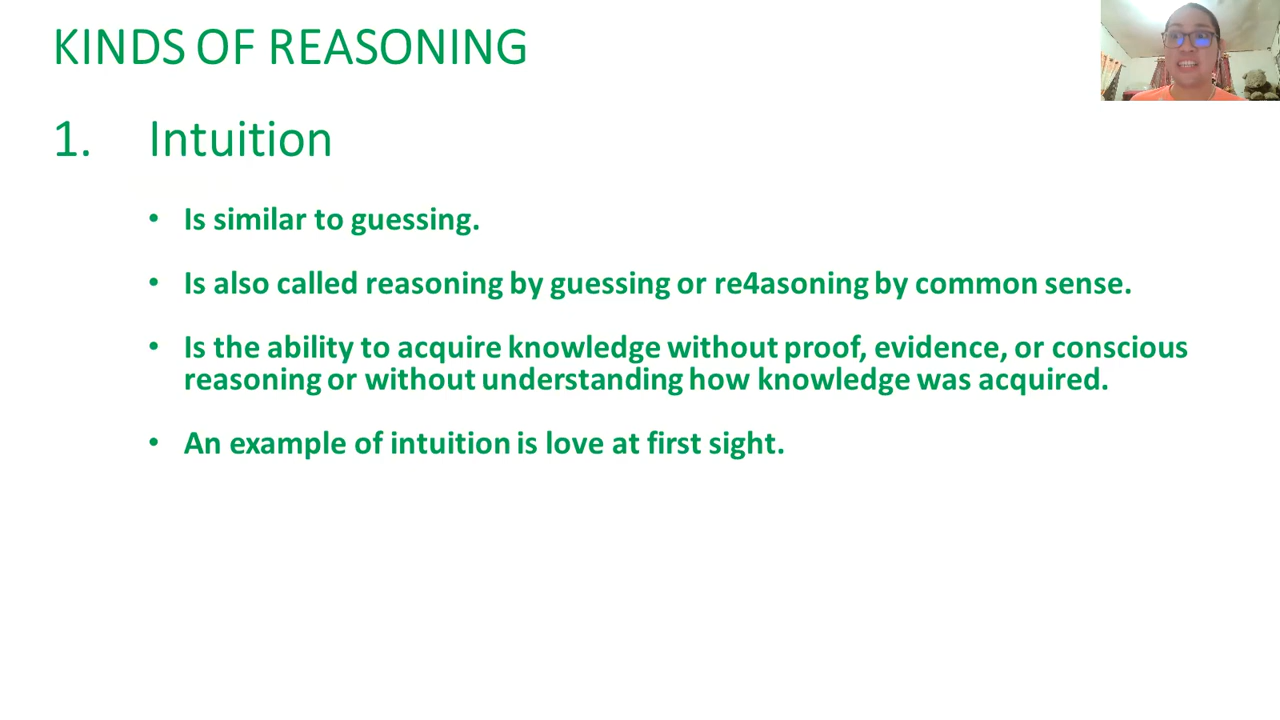 KINDS OF REASONING
1. Intuition
• Is similar to guessing.
• Is also called reasoning by guessing or re4asoning by common sense.
• Is the ability to acquire knowledge without proof, evidence, or conscious
reasoning or without understanding how knowledge was acquired.
• An example of intuition is love at first sight.